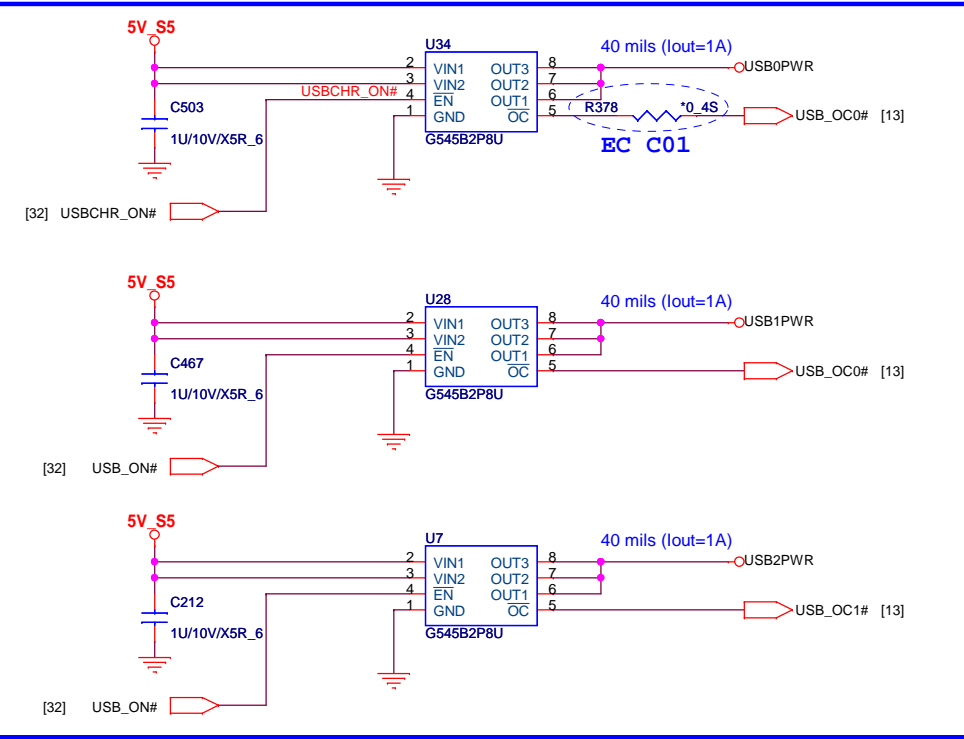 5V_S5
U34
40 mils (Iout=1A)
2 VIN1 OUT3 8 USB0PWR
3 VIN2 OUT2 7
USBCHR_ON# 4 EN OUT1 6
1 GND OC 5 R378 *0_4S USB_OC0# [13]
C503
1U/10V/X5R_6
G545B2P8U
EC C01
[32] USBCHR_ON#
5V_S5
U28
40 mils (Iout=1A)
2 VIN1 OUT3 8 USB1PWR
3 VIN2 OUT2 7
4 EN OUT1 6
1 GND OC 5 USB_OC0# [13]
C467
1U/10V/X5R_6
G545B2P8U
[32] USB_ON#
5V_S5
U7
40 mils (Iout=1A)
2 VIN1 OUT3 8 USB2PWR
3 VIN2 OUT2 7
4 EN OUT1 6
1 GND OC 5 USB_OC1# [13]
C212
1U/10V/X5R_6
G545B2P8U
[32] USB_ON#